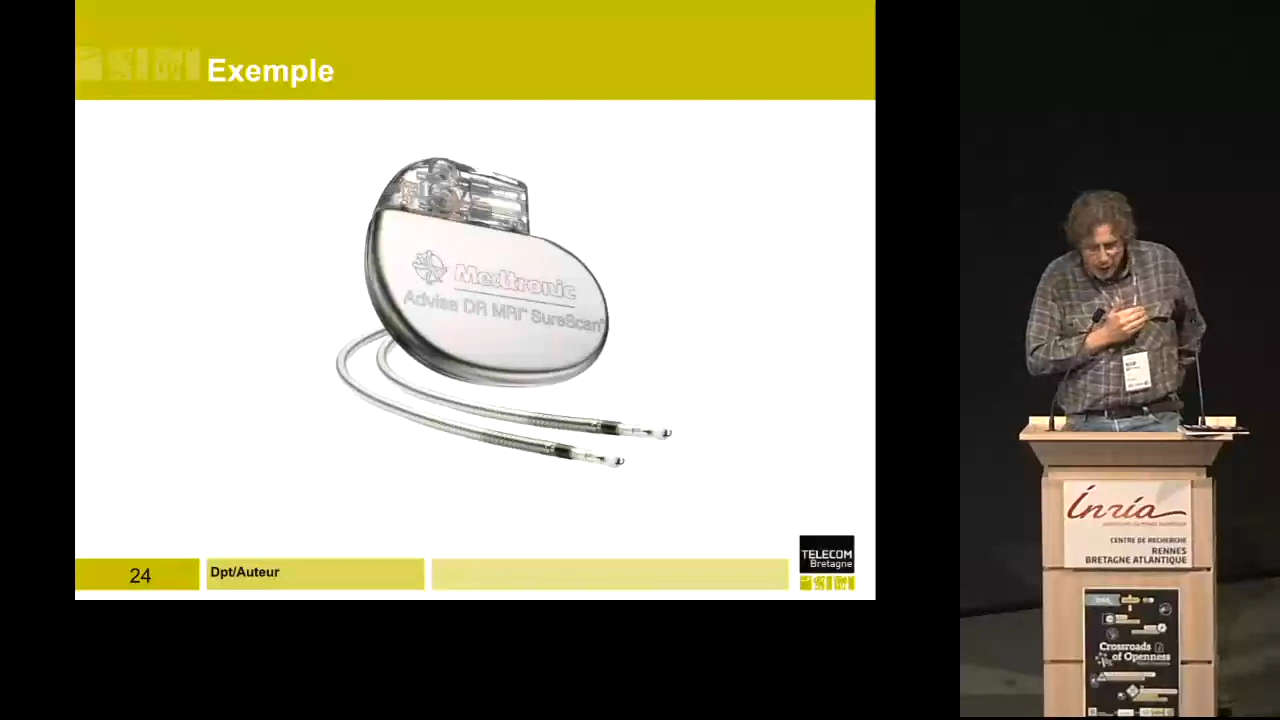 Exemple
Medtronic
Advisa DR MRI™ SureScan®
24
Dpt/Auteur
TELECOM
Bretagne
Inria
CENTRE DE RECHERCHE
RENNES
BRETAGNE ATLANTIQUE
Crossroads
of Openness